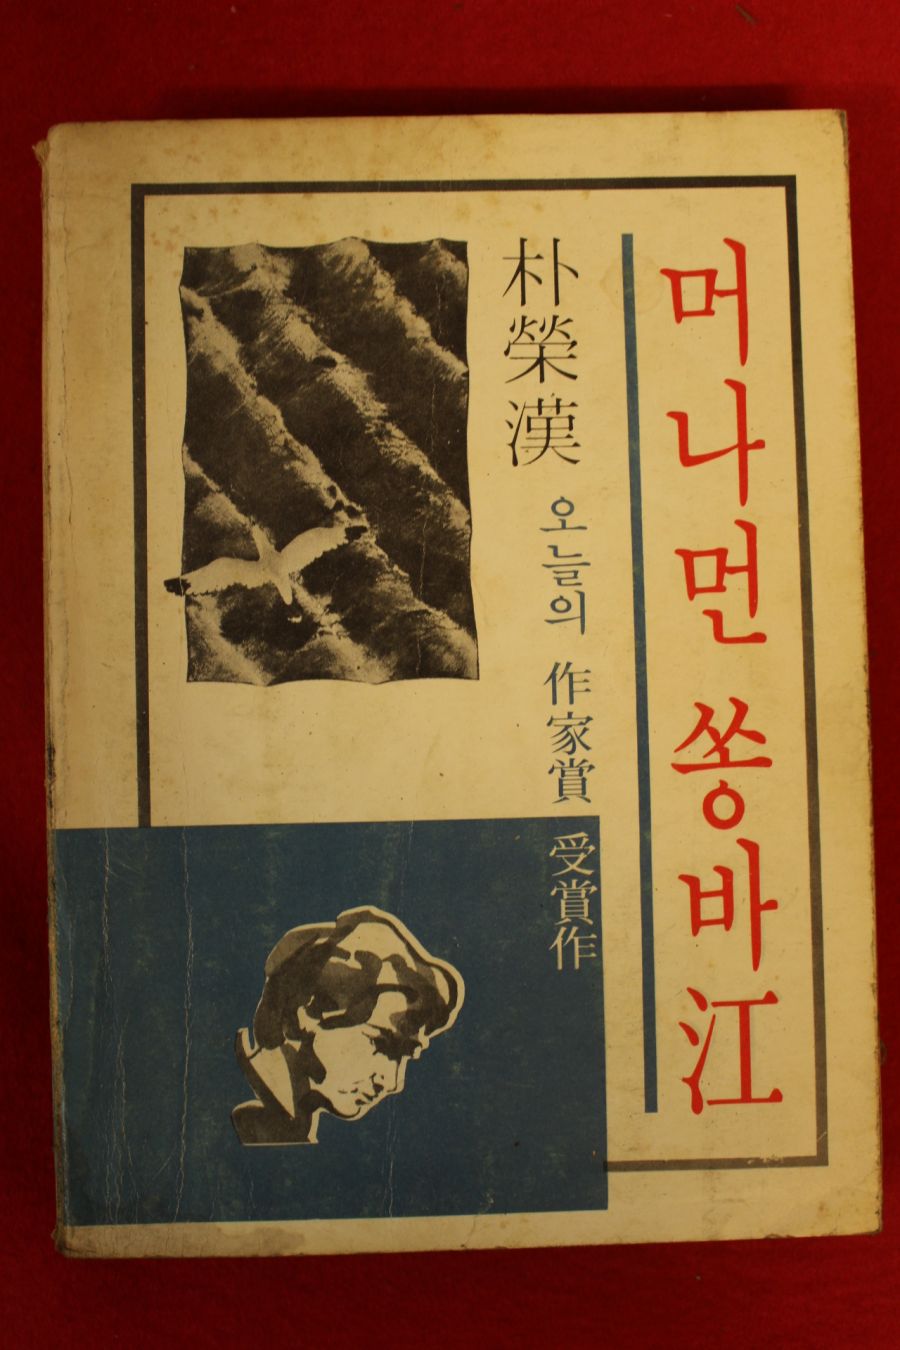 머나먼 쏭바江
朴榮漢
오늘의 作家賞 受賞作